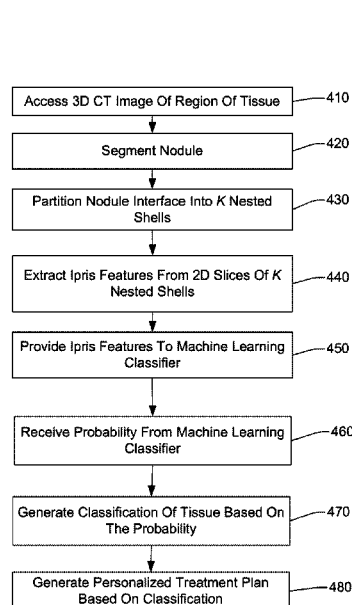 Access 3D CT Image Of Region Of Tissue
410
Segment Nodule
420
Partition Nodule Interface Into K Nested
Shells
430
Extract Ipris Features From 2D Slices Of K
Nested Shells
440
Provide Ipris Features To Machine Learning
Classifier
450
Receive Probability From Machine Learning
Classifier
460
Generate Classification Of Tissue Based On
The Probability
470
Generate Personalized Treatment Plan
Based On Classification
480